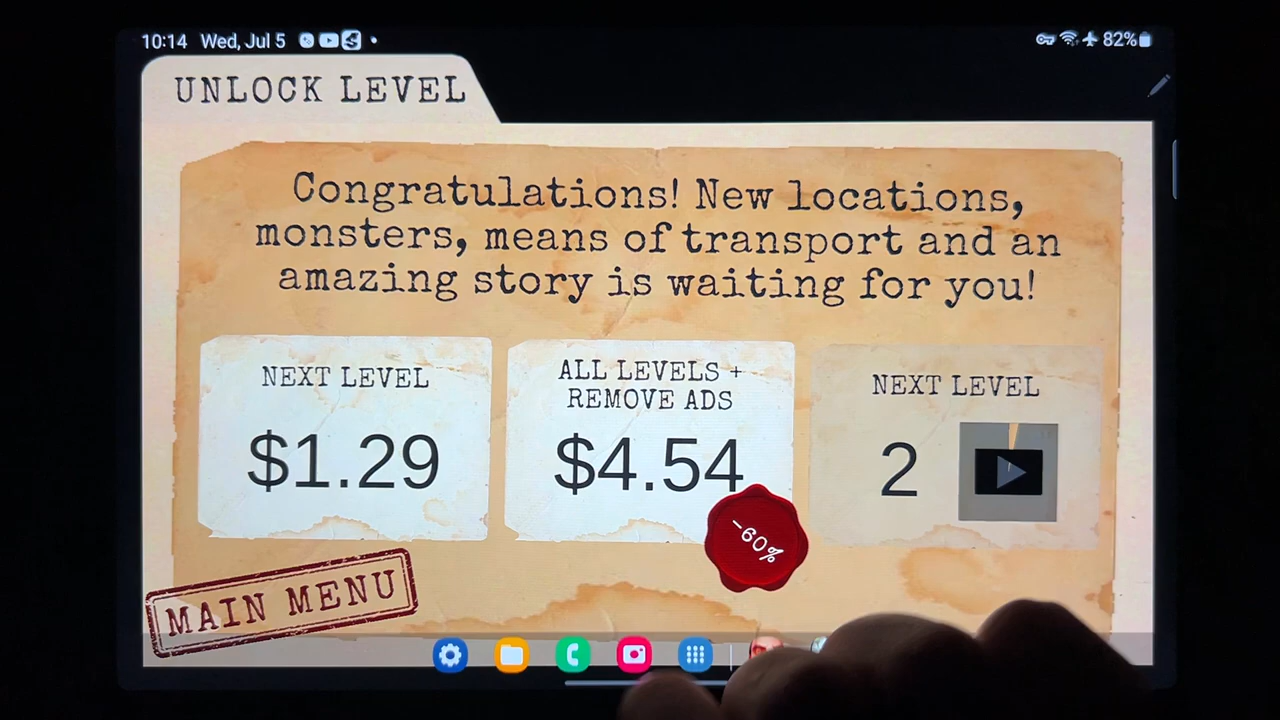 10:14 Wed, Jul 5
82%
UNLOCK LEVEL
Congratulations! New locations,
monsters, means of transport and an
amazing story is waiting for you!
NEXT LEVEL
$1.29
ALL LEVELS +
REMOVE ADS
$4.54
-60%
NEXT LEVEL
2
MAIN MENU